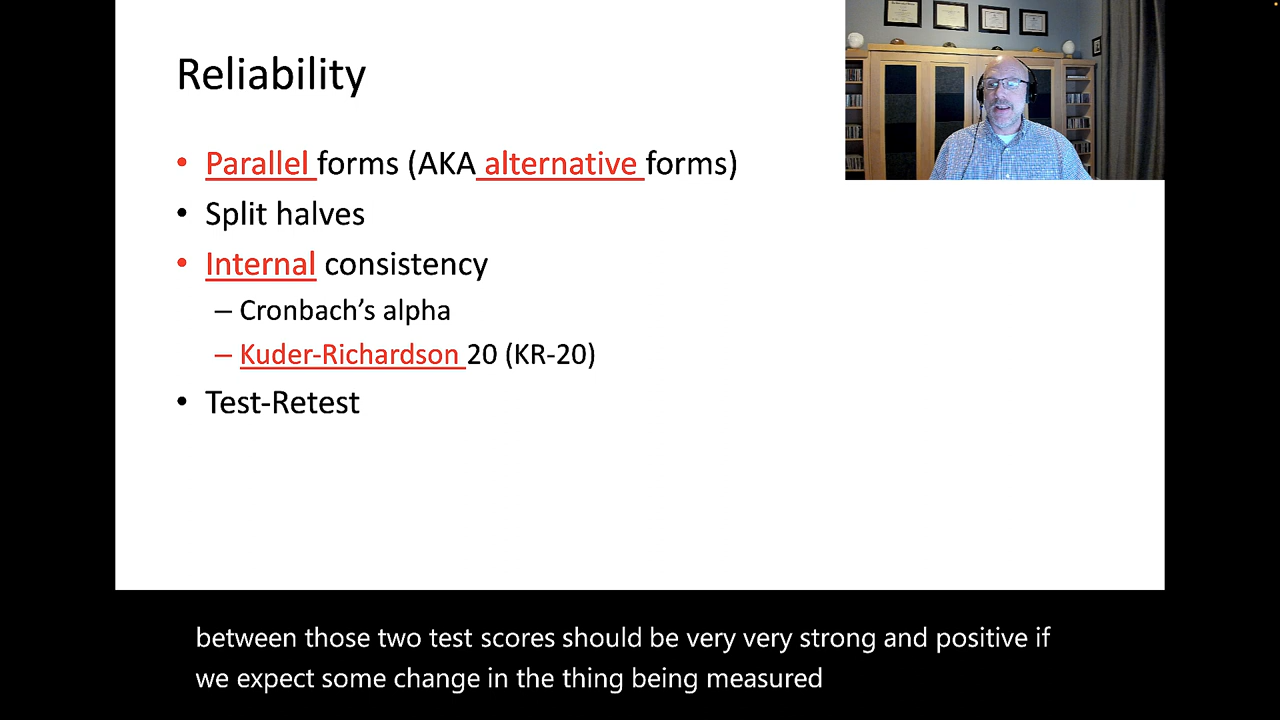 Reliability
• Parallel forms (AKA alternative forms)
• Split halves
• Internal consistency
– Cronbach's alpha
– Kuder-Richardson 20 (KR-20)
• Test-Retest
between those two test scores should be very very strong and positive if
we expect some change in the thing being measured